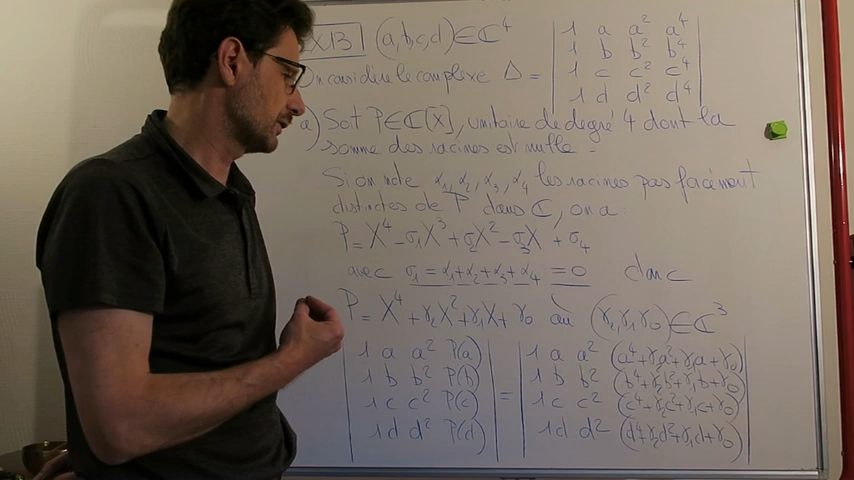 EX13 (a,b,c,d) ∈ ℂ⁴
On considère le complexe Δ = | 1 a a² a⁴ |
| 1 b b² b⁴ |
| 1 c c² c⁴ |
| 1 d d² d⁴ |
a) Soit P ∈ ℂ[X], unitaire de degré 4 dont la
somme des racines est nulle.
Si on note α₁, α₂, α₃, α₄ les racines pas forcément
distinctes de P dans ℂ, on a :
P = X⁴ - σ₁X³ + σ₂X² - σ₃X + σ₄
avec σ₁ = α₁+α₂+α₃+α₄ = 0 donc
P = X⁴ + γ₂X² + γ₁X + γ₀ où (γ₂,γ₁,γ₀) ∈ ℂ³
| 1 a a² P(a) | = | 1 a a² (a⁴+γ₂a²+γ₁a+γ₀) |
| 1 b b² P(b) | | 1 b b² (b⁴+γ₂b²+γ₁b+γ₀) |
| 1 c c² P(c) | | 1 c c² (c⁴+γ₂c²+γ₁c+γ₀) |
| 1 d d² P(d) | | 1 d d² (d⁴+γ₂d²+γ₁d+γ₀) |